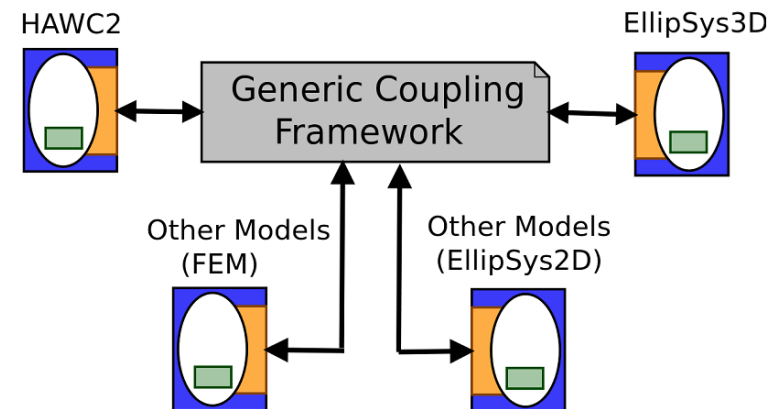 HAWC2
EllipSys3D
Generic Coupling
Framework
Other Models
(FEM)
Other Models
(EllipSys2D)